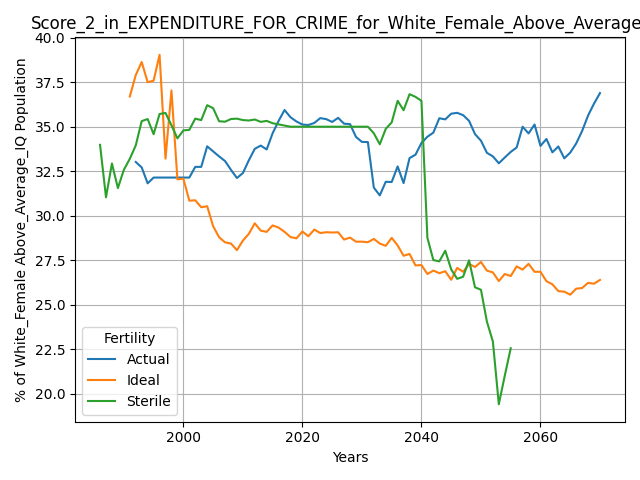 Score_2_in_EXPENDITURE_FOR_CRIME_for_White_Female_Above_Average
% of White_Female Above_Average_IQ Population
40.0
37.5
35.0
32.5
30.0
27.5
25.0
22.5
20.0
Fertility
Actual
Ideal
Sterile
2000
2020
2040
2060
Years